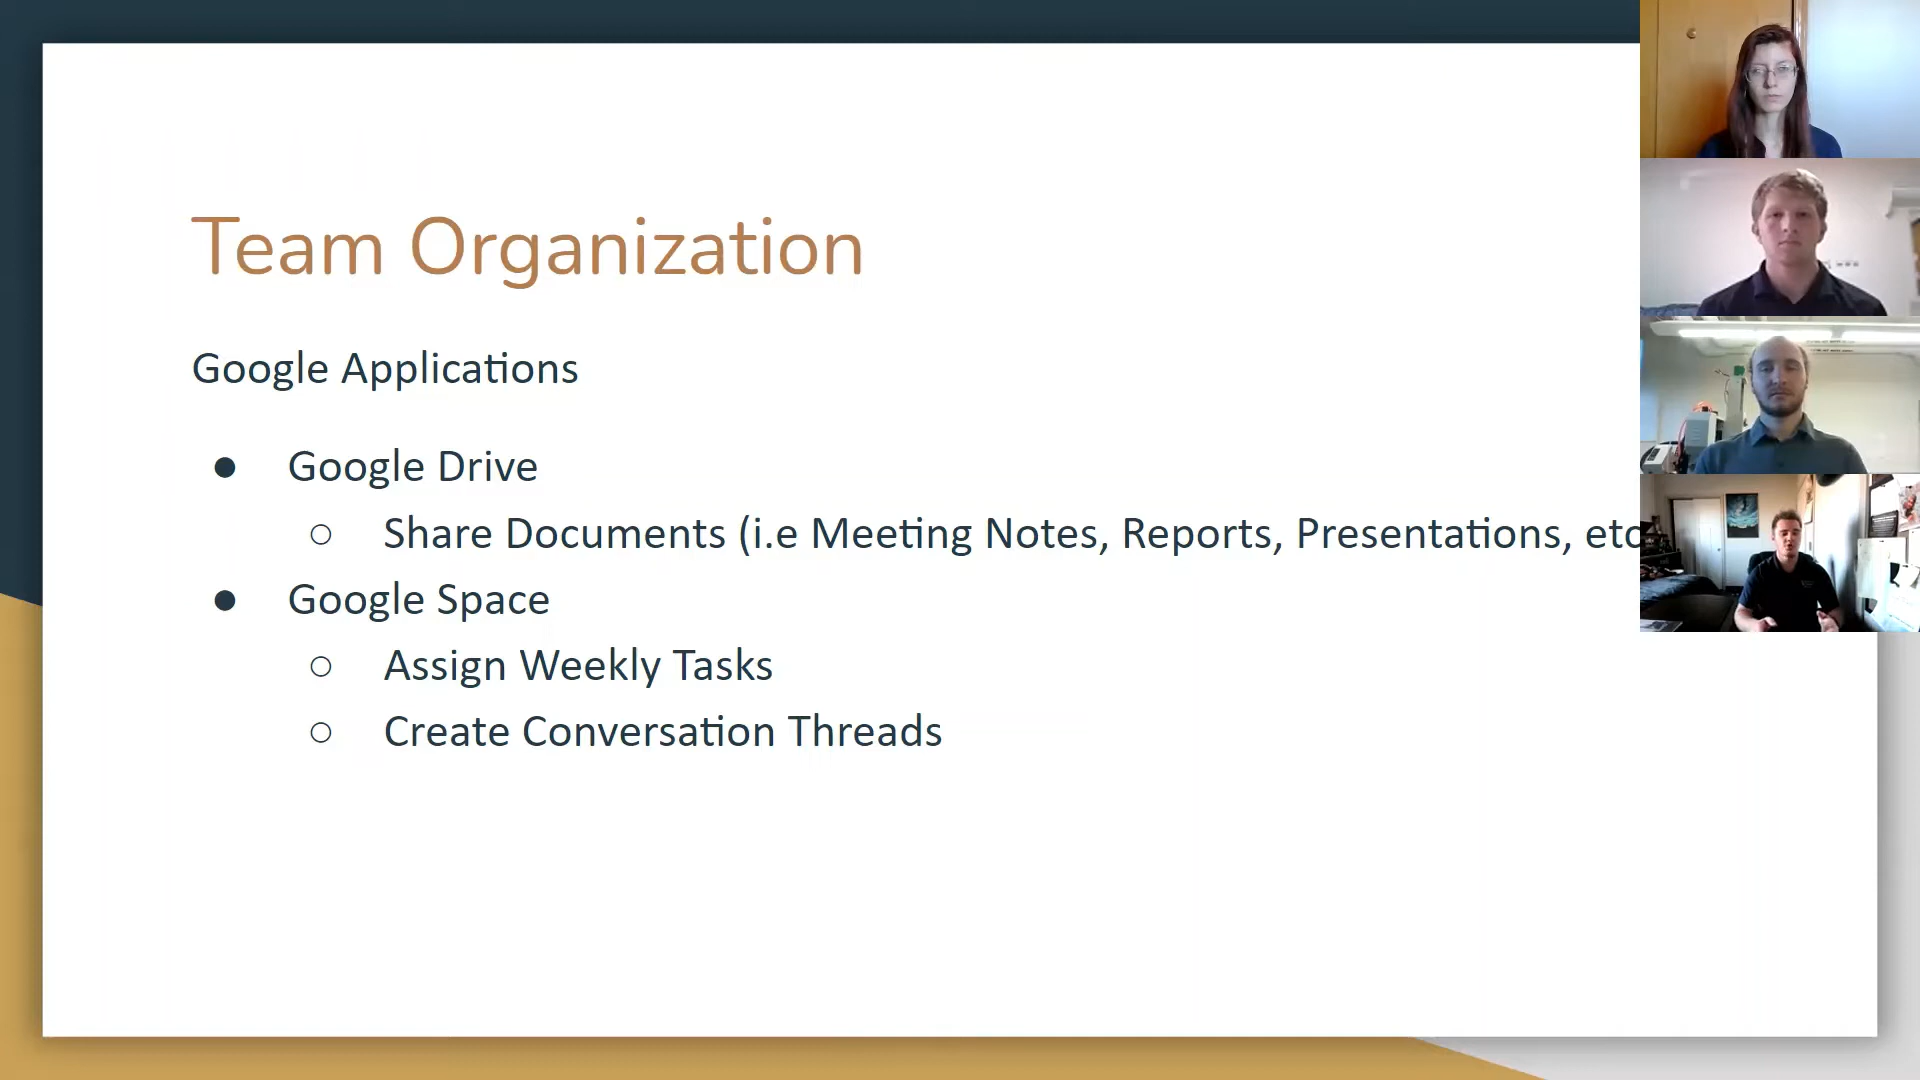 Team Organization
Google Applications
● Google Drive
○ Share Documents (i.e Meeting Notes, Reports, Presentations, etc
● Google Space
○ Assign Weekly Tasks
○ Create Conversation Threads